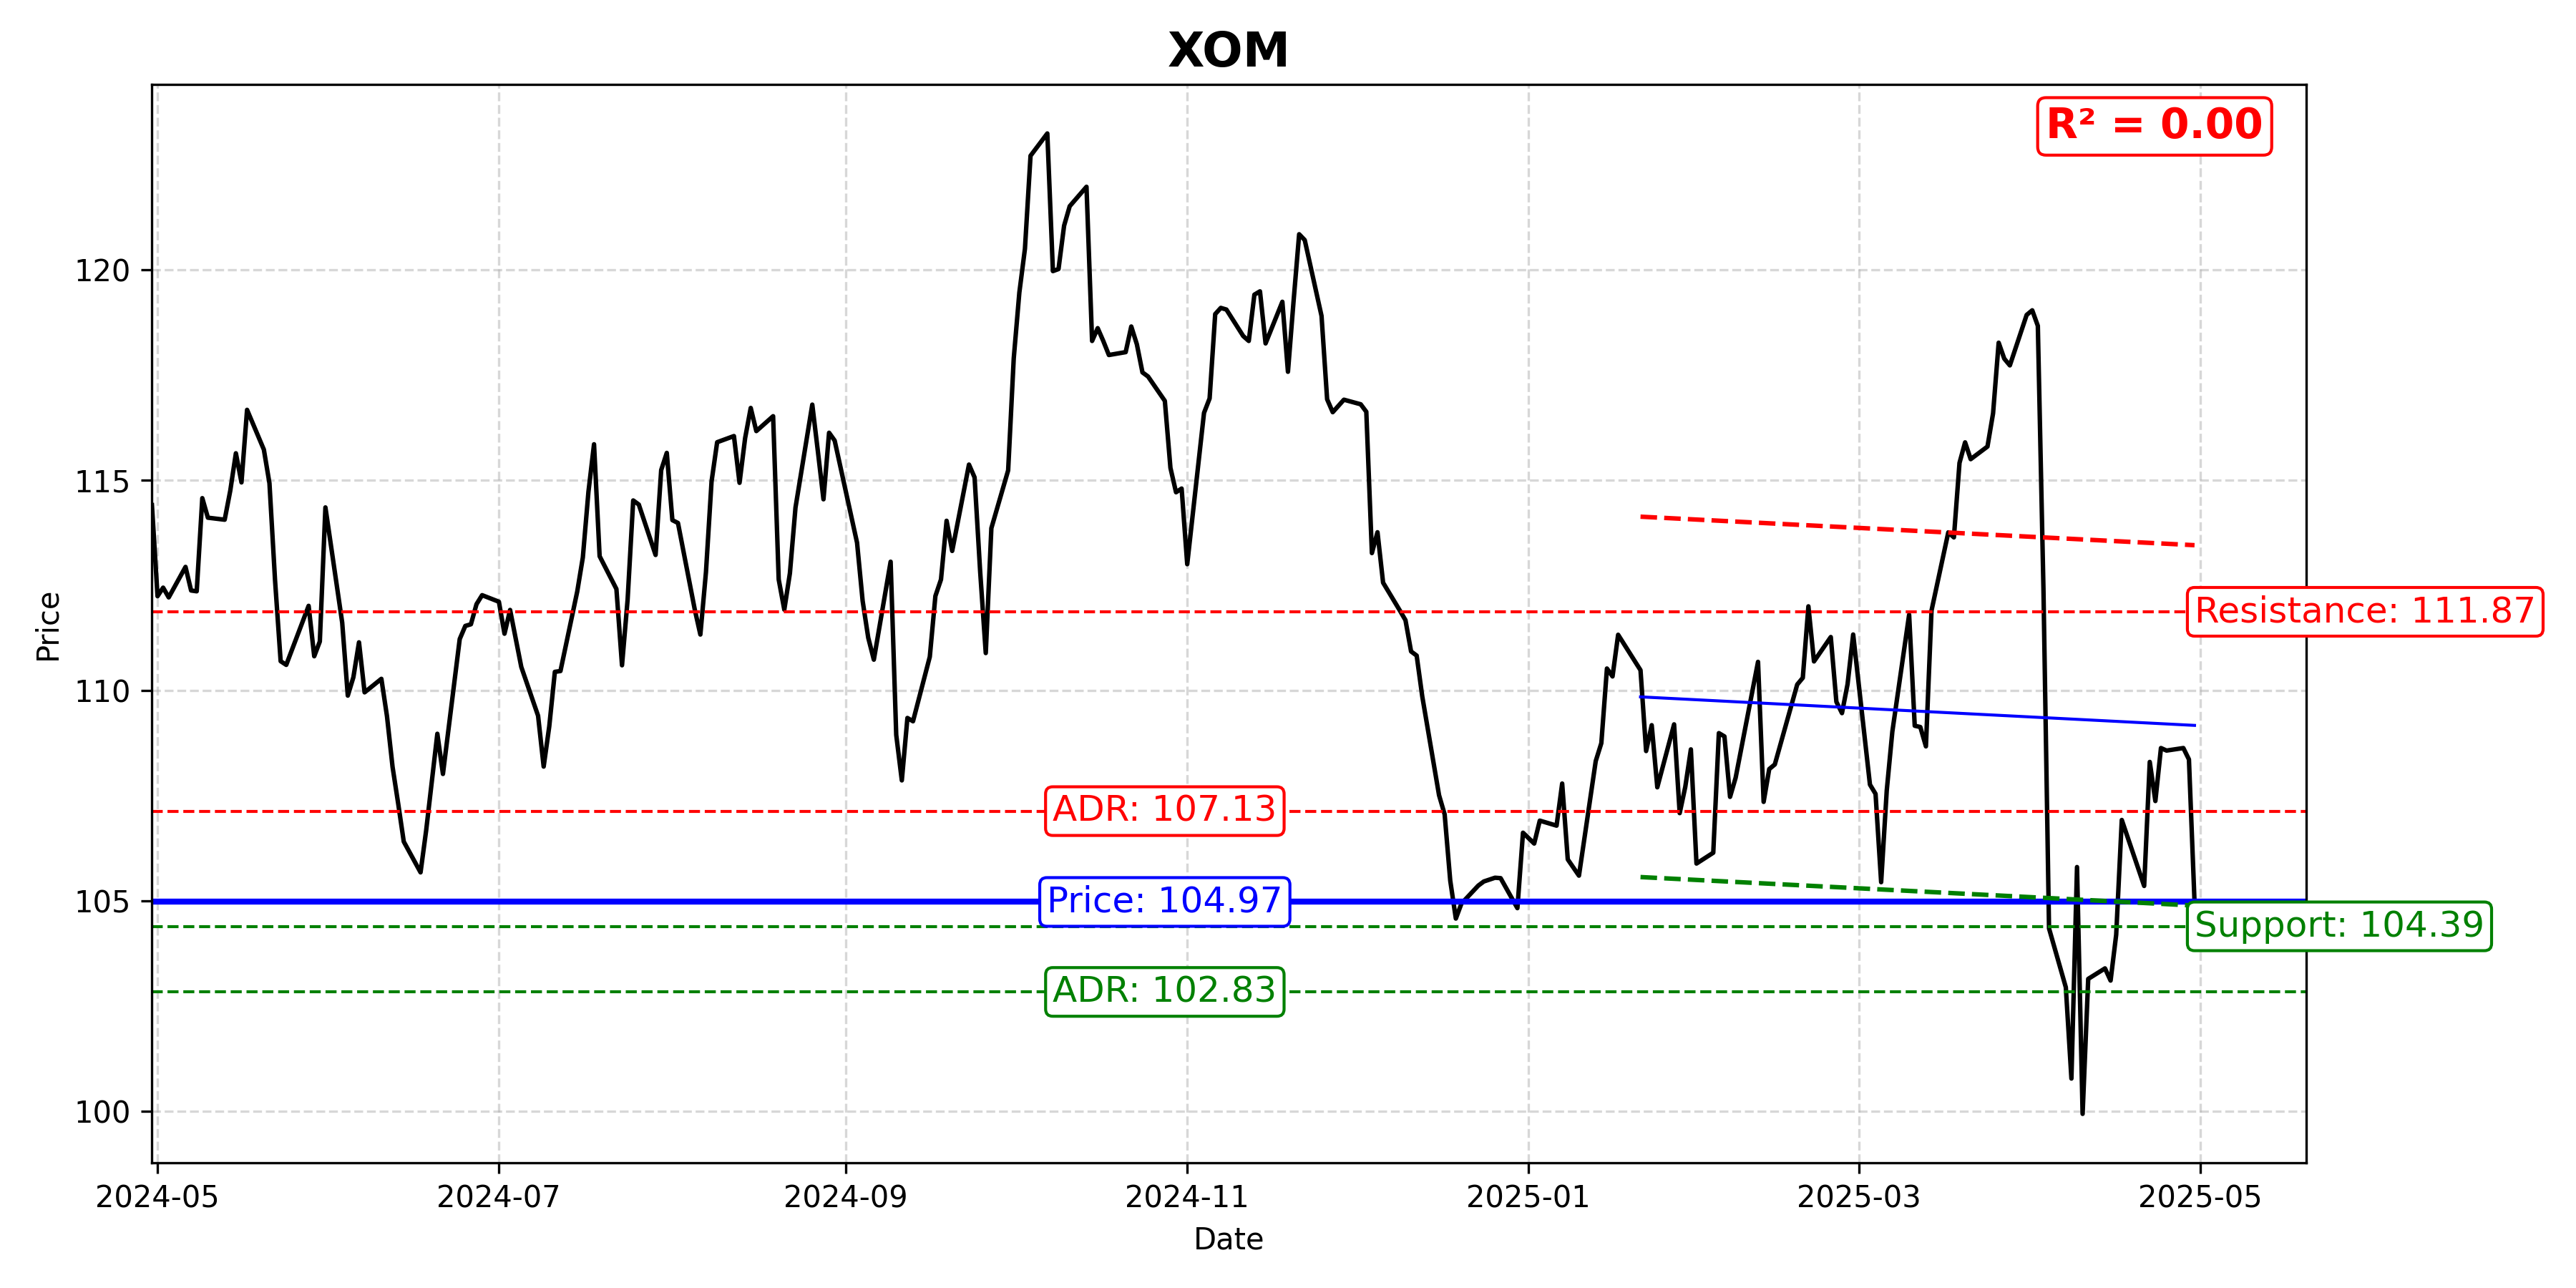 XOM
R² = 0.00
120
115
110
105
100
Price
Resistance: 111.87
ADR: 107.13
Price: 104.97
Support: 104.39
ADR: 102.83
2024-05
2024-07
2024-09
2024-11
2025-01
2025-03
2025-05
Date